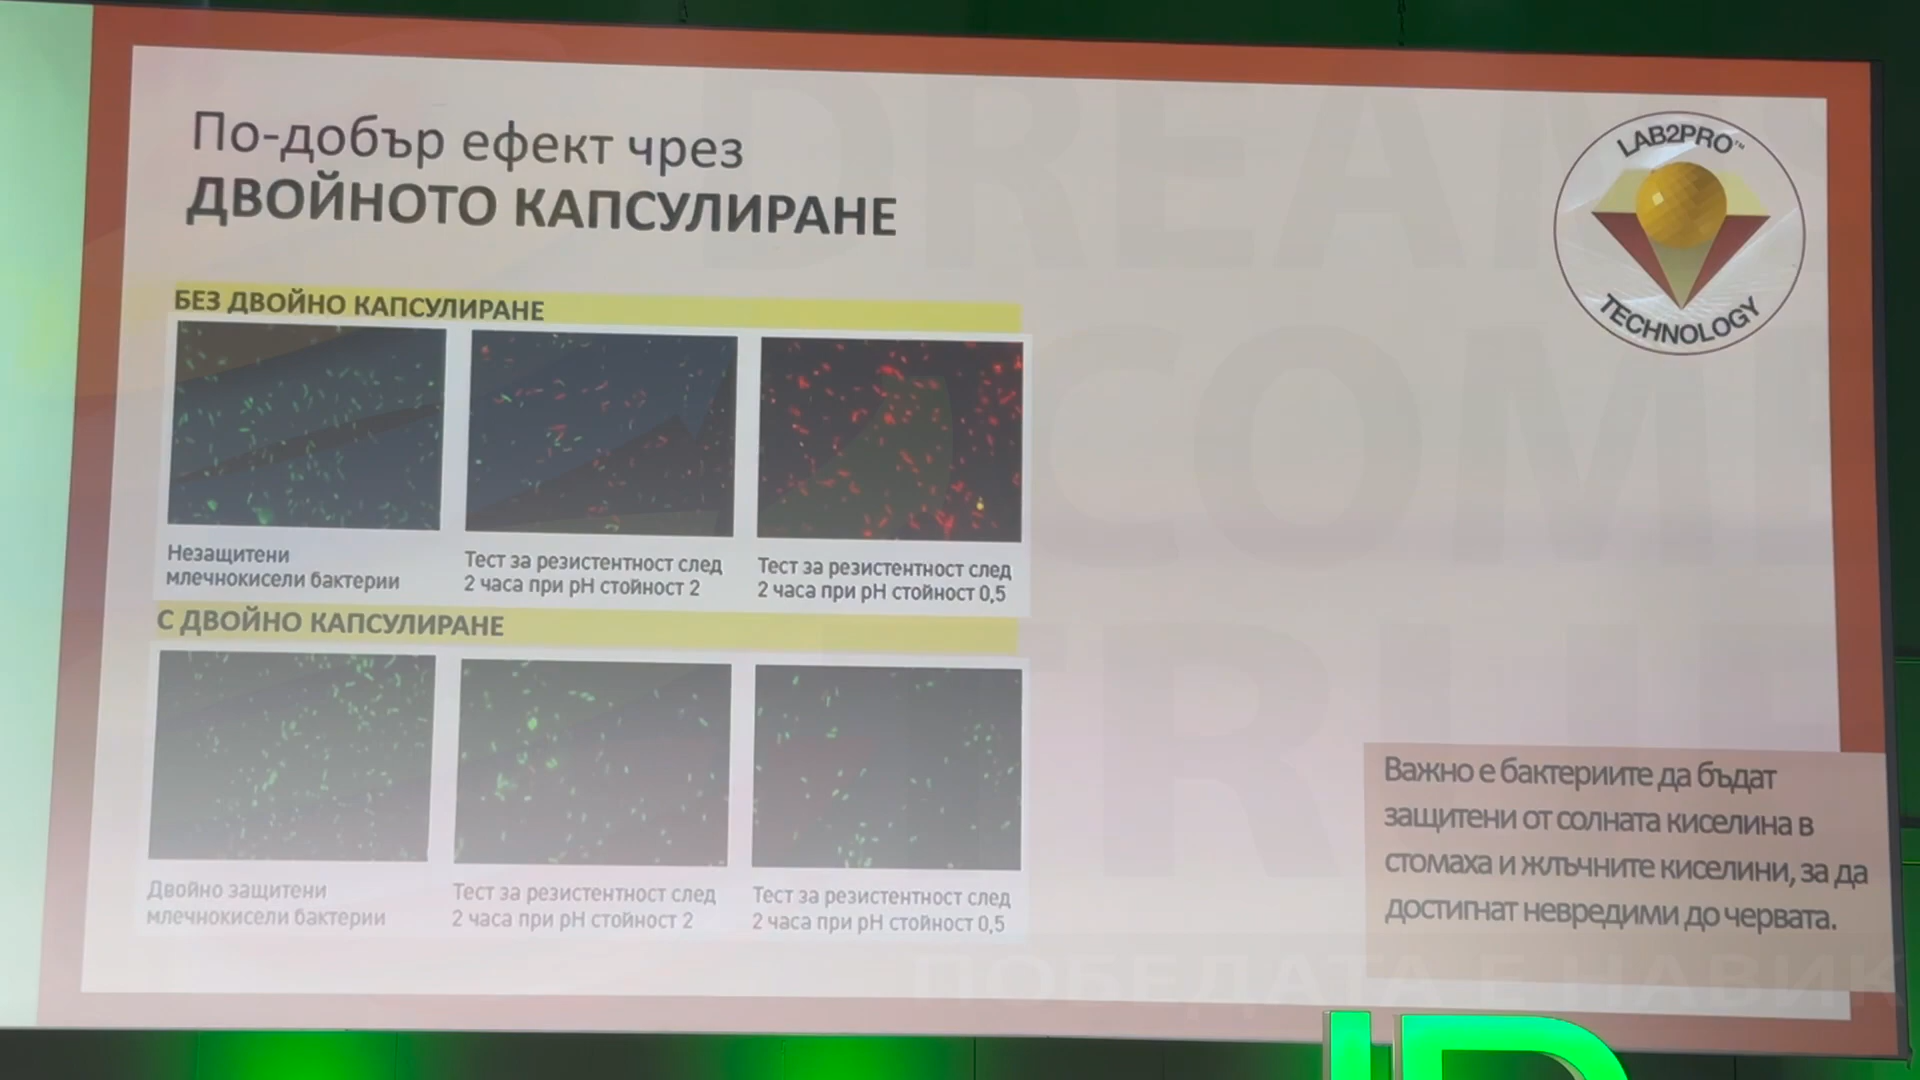 По-добър ефект чрез
ДВОЙНОТО КАПСУЛИРАНЕ
LAB2PRO™
TECHNOLOGY
БЕЗ ДВОЙНО КАПСУЛИРАНЕ
Незащитени
млечнокисели бактерии
Тест за резистентност след
2 часа при pH стойност 2
Тест за резистентност след
2 часа при pH стойност 0,5
С ДВОЙНО КАПСУЛИРАНЕ
Двойно защитени
млечнокисели бактерии
Тест за резистентност след
2 часа при pH стойност 2
Тест за резистентност след
2 часа при pH стойност 0,5
Важно е бактериите да бъдат
защитени от солната киселина в
стомаха и жлъчните киселини, за да
достигнат невредими до червата.
COME
ПОБЕДАТА Е НАВИК